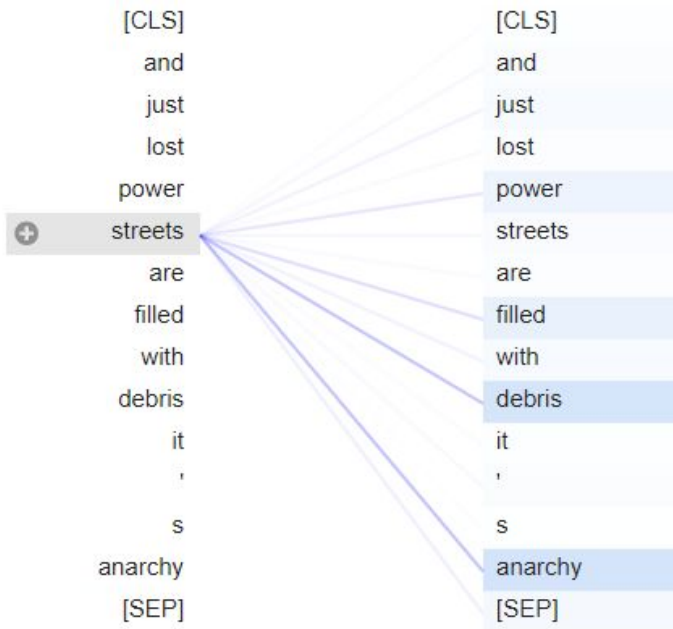 [CLS] [CLS]
and and
just just
lost lost
power power
streets streets
are are
filled filled
with with
debris debris
it it
' '
s s
anarchy anarchy
[SEP] [SEP]